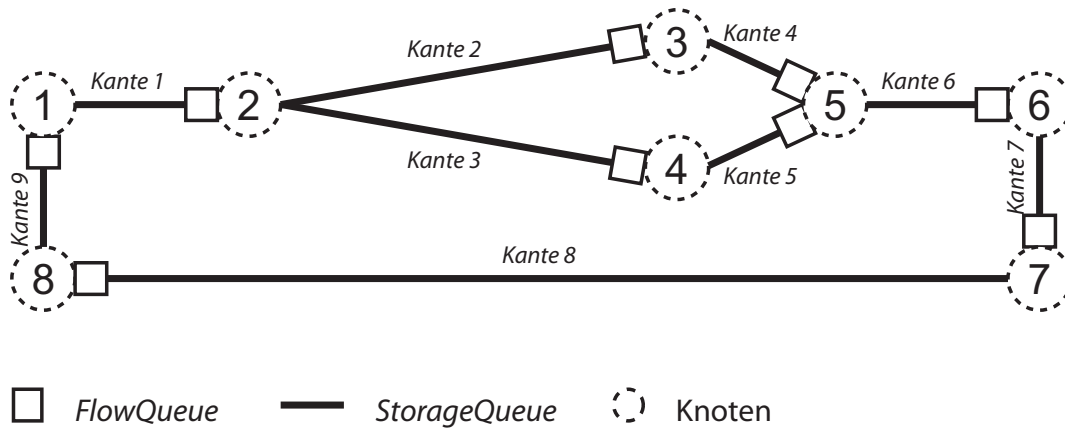 3
Kante 4
Kante 2
Kante 1
Kante 6
1
2
5
6
Kante 3
4
Kante 5
Kante 7
Kante 9
Kante 8
8
7
FlowQueue
StorageQueue
Knoten